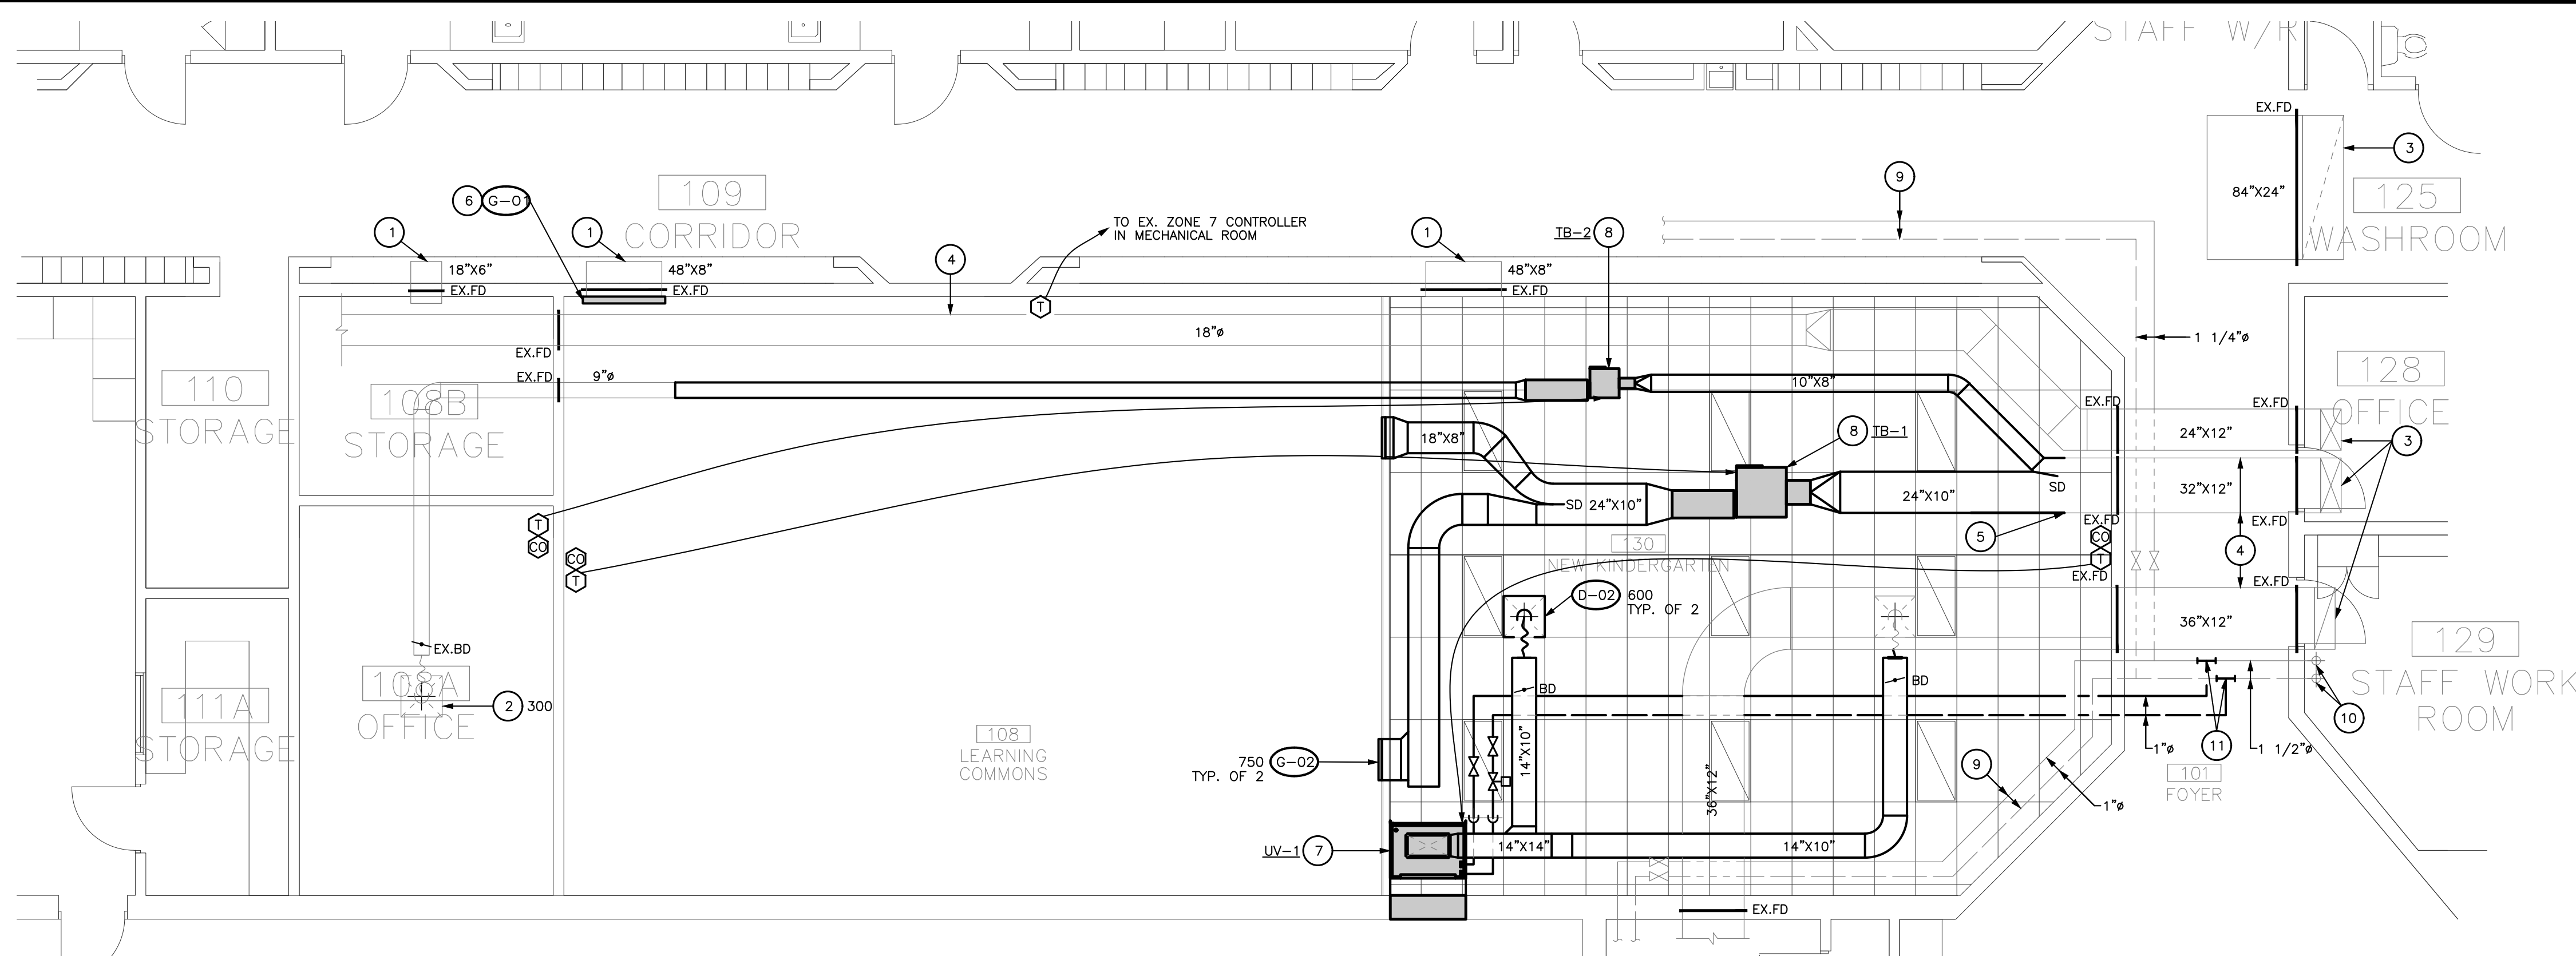 STAFF W/R
EX.FD
3
84"X24"
125
WASHROOM
9
6 G-01
109
CORRIDOR
1
1
TO EX. ZONE 7 CONTROLLER
IN MECHANICAL ROOM
1
TB-2 8
18"X6"
EX.FD
48"X8"
EX.FD
4
T
48"X8"
EX.FD
18"ø
1 1/4"ø
EX.FD
EX.FD
9"ø
110
STORAGE
108B
STORAGE
10"X8"
128
OFFICE
EX.FD
EX.FD
24"X12"
3
18"X8"
8 TB-1
SD 24"X10"
24"X10"
SD
32"X12"
EX.FD
EX.FD
T
CO
CO
T
5
CO
T
4
130
NEW KINDERGARTEN
EX.FD
EX.FD
D-02 600
TYP. OF 2
36"X12"
129
STAFF WORK
ROOM
EX.BD
108A
OFFICE
2 300
111A
STORAGE
BD
BD
10
108
LEARNING
COMMONS
14"X10"
36"X12"
1"ø
11
1 1/2"ø
750 G-02
TYP. OF 2
9
1"ø
101
FOYER
UV-1 7
14"X14"
14"X10"
EX.FD